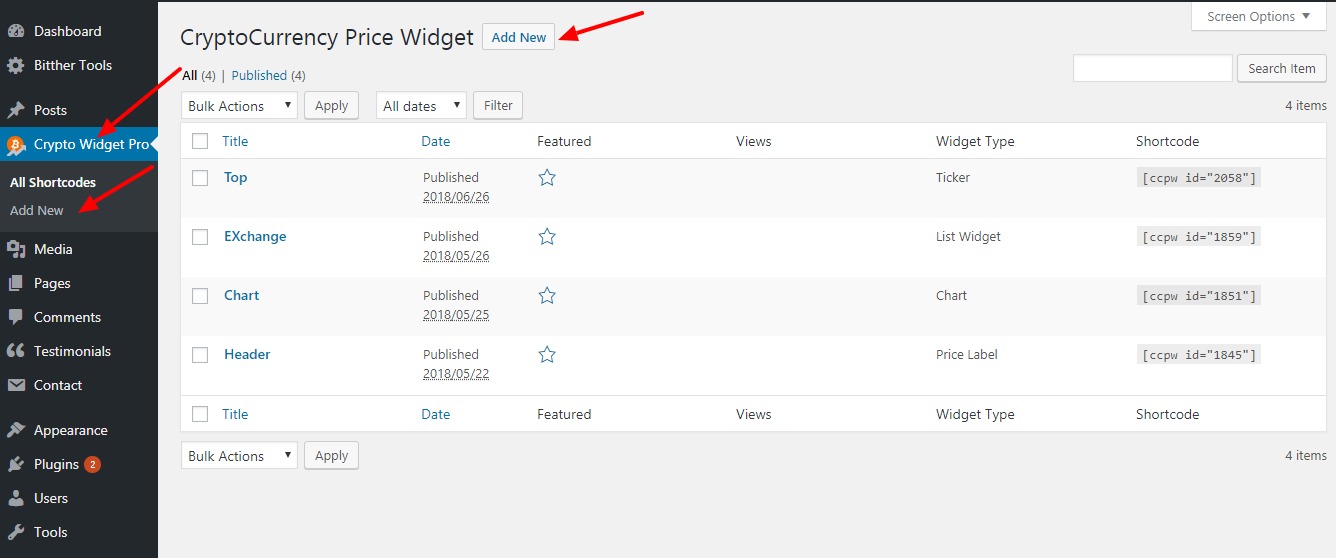 Dashboard
Bitther Tools
Posts
Crypto Widget Pro
All Shortcodes
Add New
Media
Pages
Comments
Testimonials
Contact
Appearance
Plugins 2
Users
Tools
Screen Options
CryptoCurrency Price Widget Add New
All (4) | Published (4)
Search Item
Bulk Actions Apply All dates Filter 4 items
Title Date Featured Views Widget Type Shortcode
Top Published Ticker [ccpw id="2058"]
2018/06/26
EXchange Published List Widget [ccpw id="1859"]
2018/05/26
Chart Published Chart [ccpw id="1851"]
2018/05/25
Header Published Price Label [ccpw id="1845"]
2018/05/22
Title Date Featured Views Widget Type Shortcode
Bulk Actions Apply 4 items